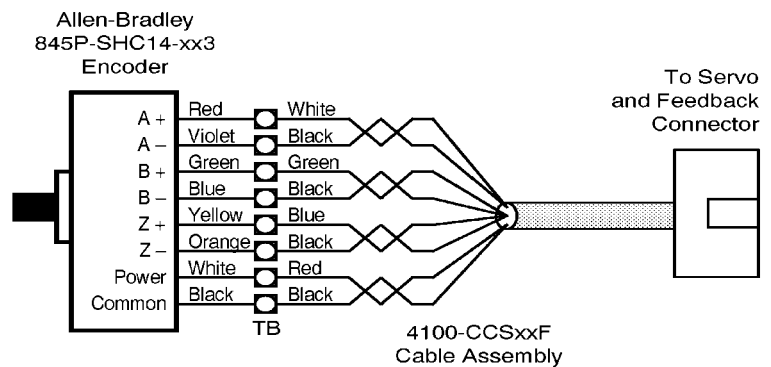 Allen-Bradley
845P-SHC14-xx3
Encoder
To Servo
and Feedback
Connector
A + Red White
A – Violet Black
B + Green Green
B – Blue Black
Z + Yellow Blue
Z – Orange Black
Power White Red
Common Black Black
TB
4100-CCSxxF
Cable Assembly